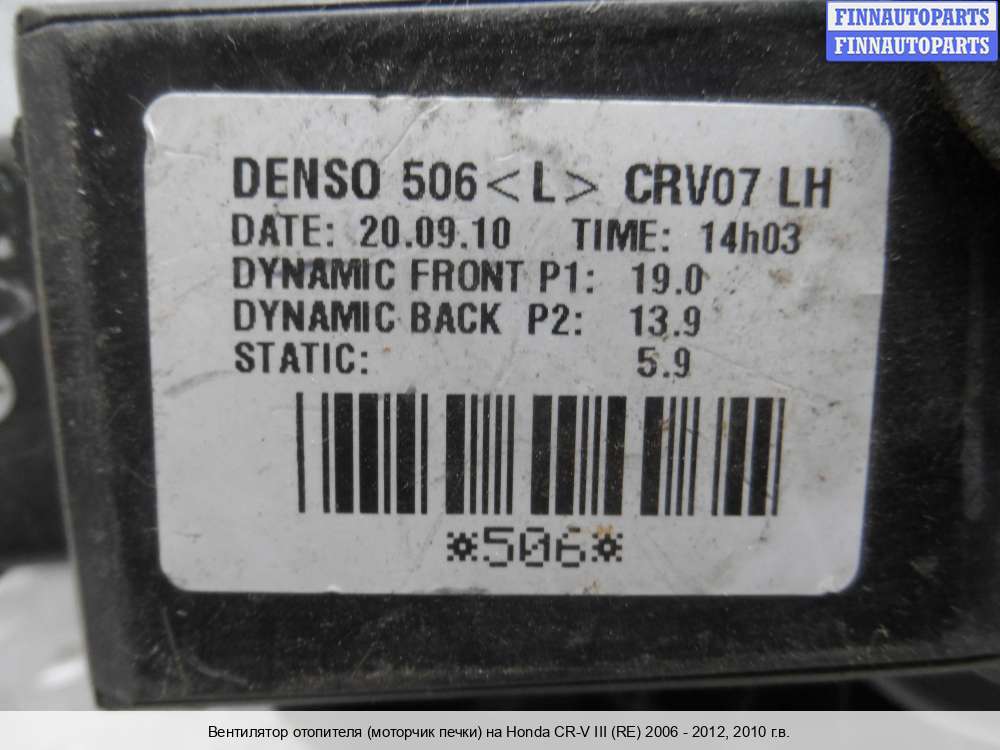 FINNAUTOPARTS
FINNAUTOPARTS
DENSO 506<L> CRV07 LH
DATE: 20.09.10 TIME: 14h03
DYNAMIC FRONT P1: 19.0
DYNAMIC BACK P2: 13.9
STATIC: 5.9
*506*
Вентилятор отопителя (моторчик печки) на Honda CR-V III (RE) 2006 - 2012, 2010 г.в.